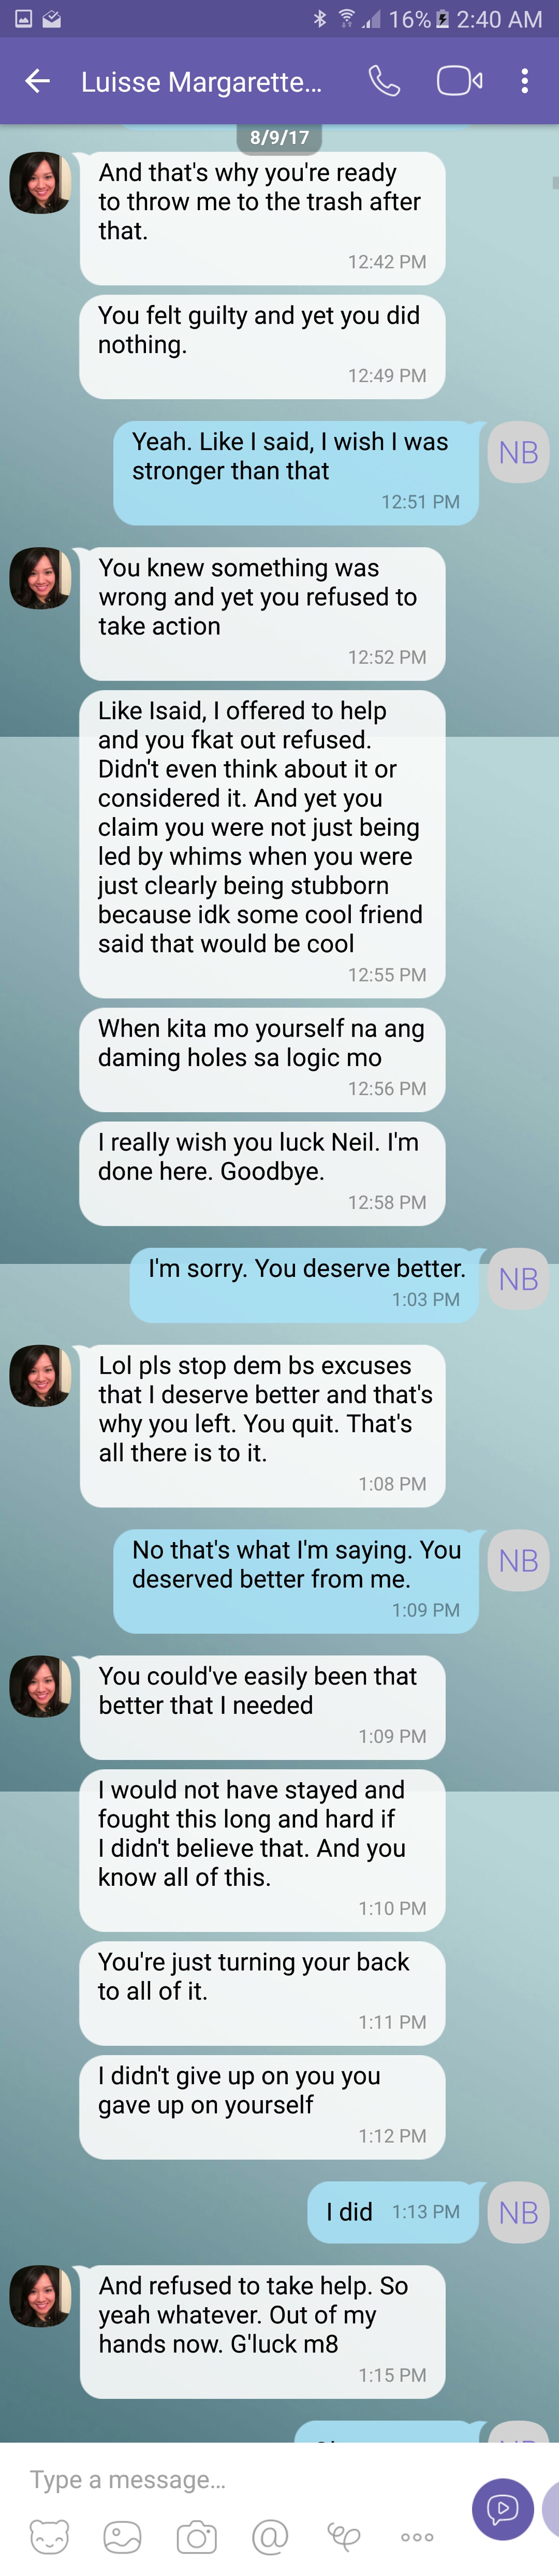 16% 2:40 AM
Luisse Margarette...
8/9/17
And that's why you're ready
to throw me to the trash after
that.
12:42 PM
You felt guilty and yet you did
nothing.
12:49 PM
Yeah. Like I said, I wish I was
stronger than that
12:51 PM
NB
You knew something was
wrong and yet you refused to
take action
12:52 PM
Like Isaid, I offered to help
and you fkat out refused.
Didn't even think about it or
considered it. And yet you
claim you were not just being
led by whims when you were
just clearly being stubborn
because idk some cool friend
said that would be cool
12:55 PM
When kita mo yourself na ang
daming holes sa logic mo
12:56 PM
I really wish you luck Neil. I'm
done here. Goodbye.
12:58 PM
I'm sorry. You deserve better.
1:03 PM
NB
Lol pls stop dem bs excuses
that I deserve better and that's
why you left. You quit. That's
all there is to it.
1:08 PM
No that's what I'm saying. You
deserved better from me.
1:09 PM
NB
You could've easily been that
better that I needed
1:09 PM
I would not have stayed and
fought this long and hard if
I didn't believe that. And you
know all of this.
1:10 PM
You're just turning your back
to all of it.
1:11 PM
I didn't give up on you you
gave up on yourself
1:12 PM
I did 1:13 PM
NB
And refused to take help. So
yeah whatever. Out of my
hands now. G'luck m8
1:15 PM
NB
Type a message...